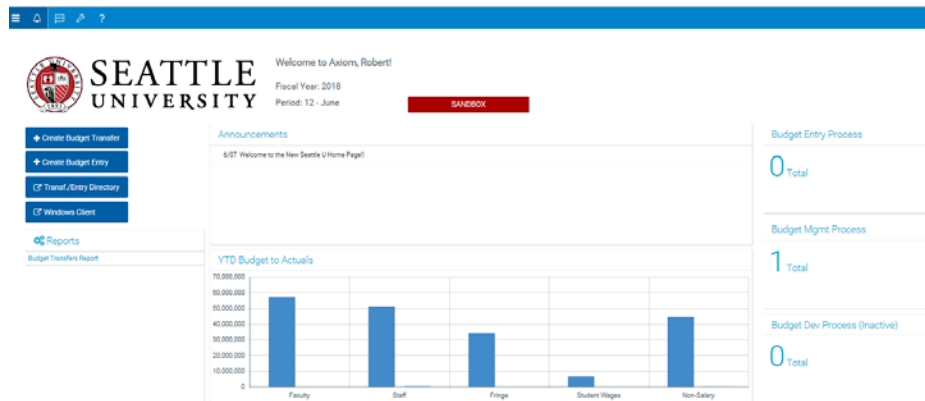 ?
SEATTLE
UNIVERSITY
Welcome to Axiom, Robert!
Fiscal Year: 2018
Period: 12 - June
SANDBOX
Create Budget Transfer
Create Budget Entry
Transf./Entry Directory
Windows Client
Reports
Budget Transfers Report
Announcements
6/07 Welcome to the New Seattle U Home Page!!
YTD Budget to Actuals
70,000,000
60,000,000
50,000,000
40,000,000
30,000,000
20,000,000
10,000,000
0
Faculty Staff Fringe Student Wages Non-Salary
Budget Entry Process
0 Total
Budget Mgmt Process
1 Total
Budget Dev Process (Inactive)
0 Total